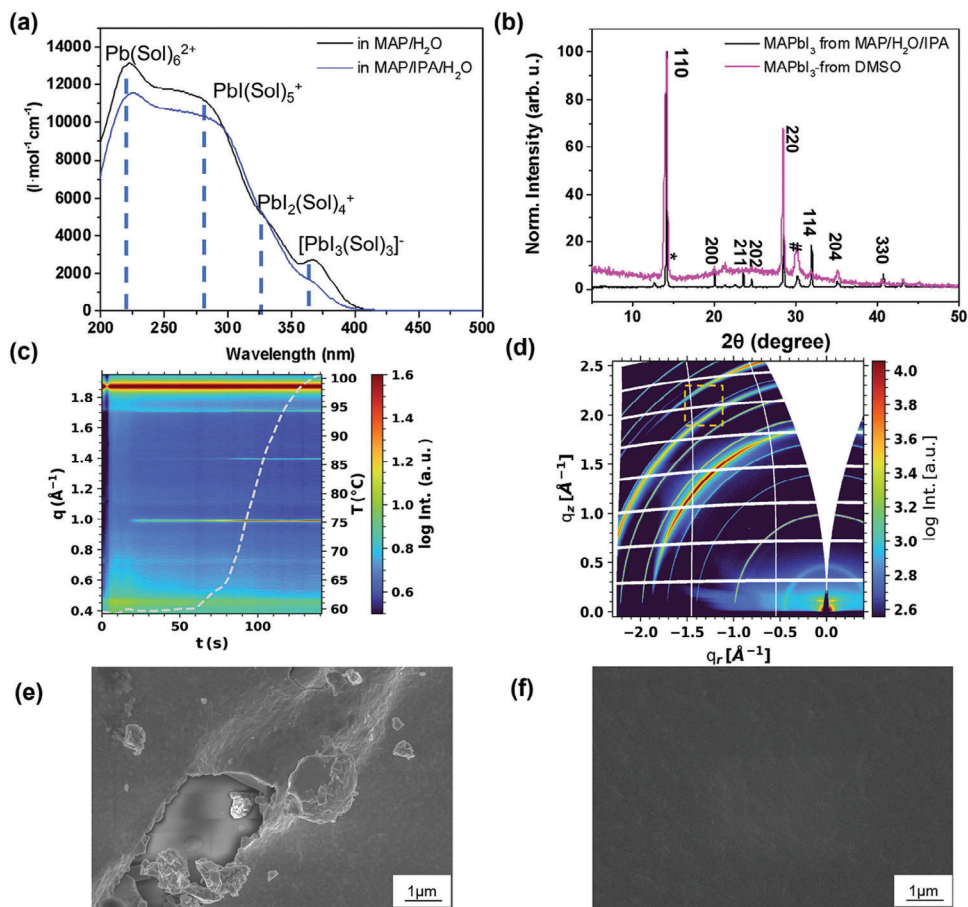 (a)
in MAP/H₂O
in MAP/IPA/H₂O
Pb(Sol)₆²⁺
PbI(Sol)₅⁺
PbI₂(Sol)₄⁺
[PbI₃(Sol)₃]⁻
(l·mol⁻¹cm⁻¹)
14000
12000
10000
8000
6000
4000
2000
0
200 250 300 350 400 450 500
Wavelength (nm)
(b)
MAPbI₃ from MAP/H₂O/IPA
MAPbI₃-from DMSO
Norm. Intensity (arb. u.)
100
80
60
40
20
0
110
*
200
211
202
220
#
114
204
330
10 20 30 40 50
2θ (degree)
(c)
q (Å⁻¹)
1.8
1.6
1.4
1.2
1.0
0.8
0.6
0.4
0 50 100
t (s)
100
95
90
85
80
75
70
65
60
T (°C)
1.6
1.4
1.2
1.0
0.8
0.6
log Int. (a. u.)
(d)
q_z [Å⁻¹]
2.5
2.0
1.5
1.0
0.5
0.0
−2.0 −1.5 −1.0 −0.5 0.0
q_r [Å⁻¹]
4.0
3.8
3.6
3.4
3.2
3.0
2.8
2.6
log Int. [a.u.]
(e)
1μm
(f)
1μm